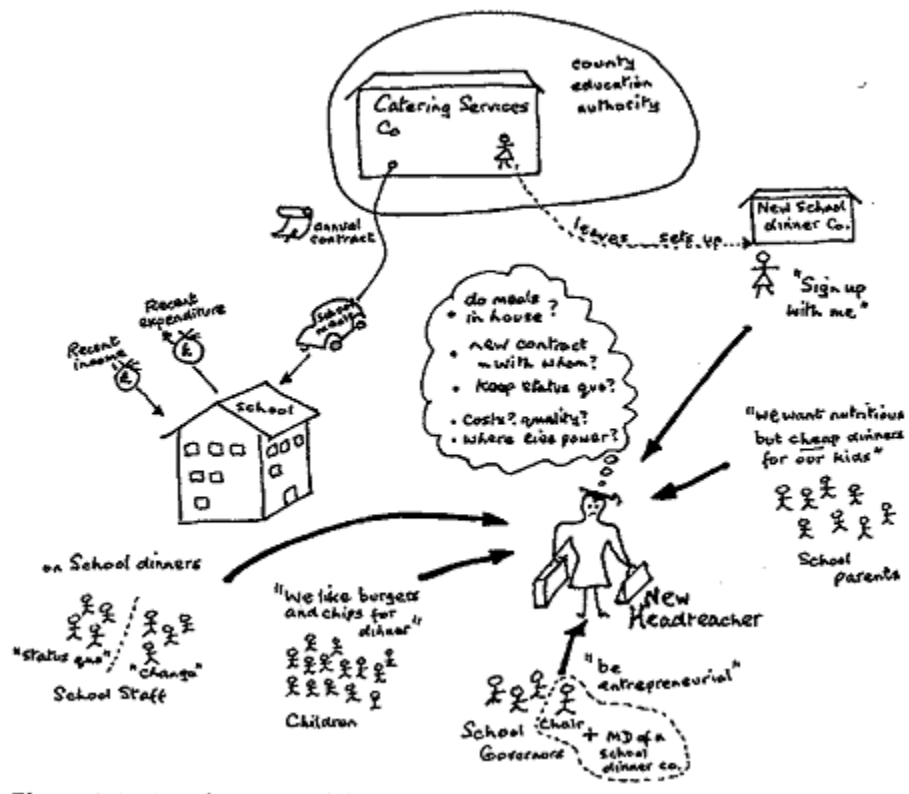 county
education
authority
Catering Services
Co
annual
contract
leaves sets up
New School
dinner Co.
"Sign up
with me"
School
meals
Recent
expenditure
£
Recent
income
£
School
• do meals
in house?
• new contract
with whom?
• Keep status quo?
• Costs? quality?
• where lies power?
"We want nutritious
but cheap dinners
for our kids"
School
parents
on School dinners
"Status quo"
"Change"
School Staff
"We like burgers
and chips for
dinner"
Children
New
Headteacher
"be
entrepreneurial"
School
Governors
Chair
+ MD of a
school
dinner co.